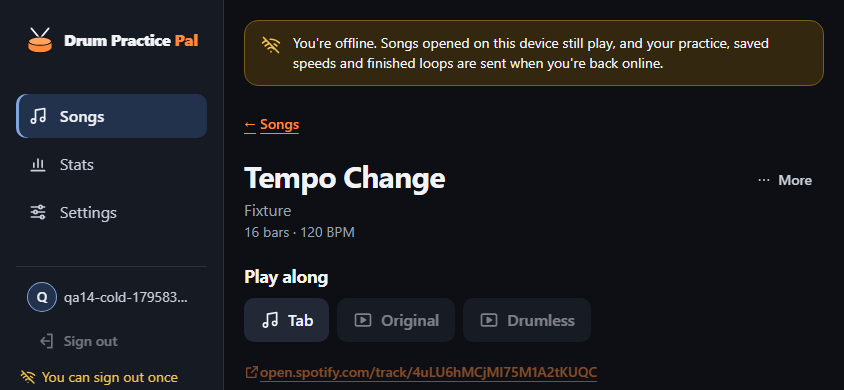 Drum Practice Pal
You're offline. Songs opened on this device still play, and your practice, saved
speeds and finished loops are sent when you're back online.
Songs
Stats
Settings
Q qa14-cold-179583...
Sign out
You can sign out once
← Songs
Tempo Change
··· More
Fixture
16 bars · 120 BPM
Play along
Tab
Original
Drumless
open.spotify.com/track/4uLU6hMCjMI75M1A2tKUQC